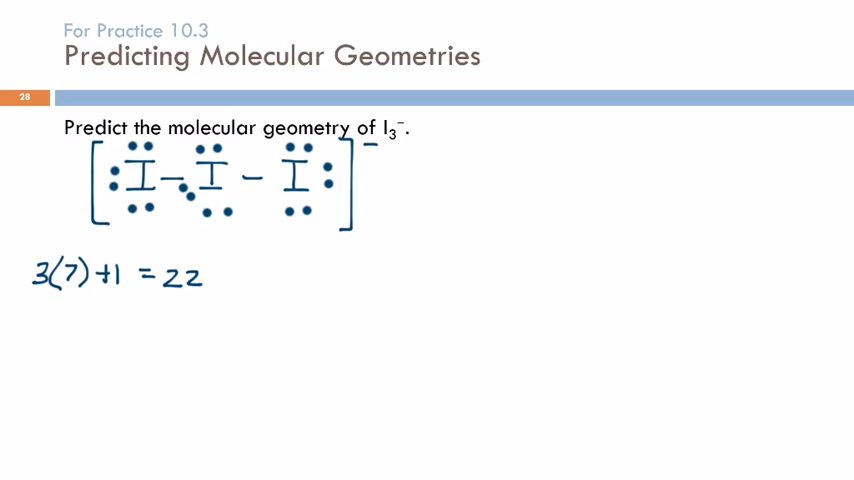 For Practice 10.3
Predicting Molecular Geometries
28
Predict the molecular geometry of I₃⁻.
[:I − I − I:]⁻
3(7)+1 = 22